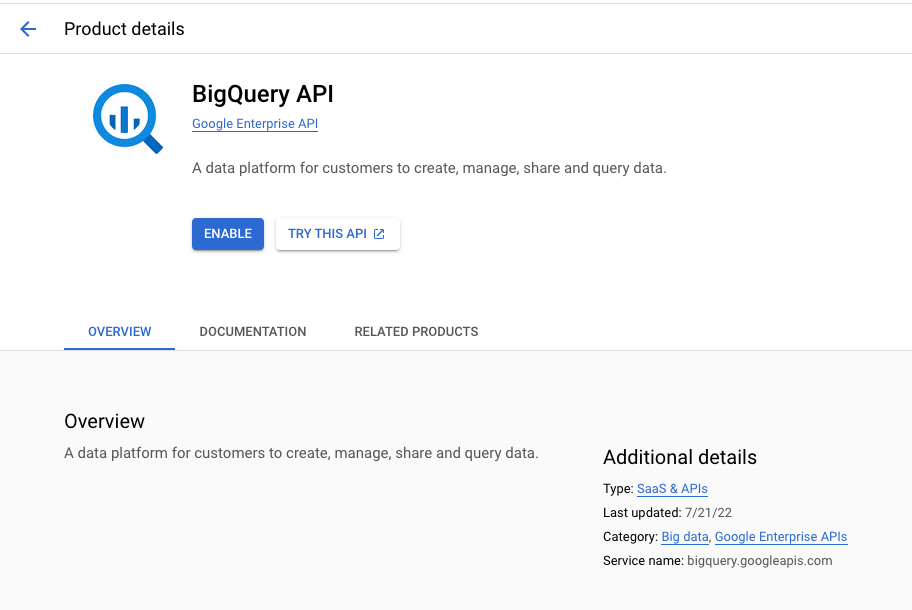 Product details
BigQuery API
Google Enterprise API
A data platform for customers to create, manage, share and query data.
ENABLE
TRY THIS API
OVERVIEW
DOCUMENTATION
RELATED PRODUCTS
Overview
A data platform for customers to create, manage, share and query data.
Additional details
Type: SaaS & APIs
Last updated: 7/21/22
Category: Big data, Google Enterprise APIs
Service name: bigquery.googleapis.com